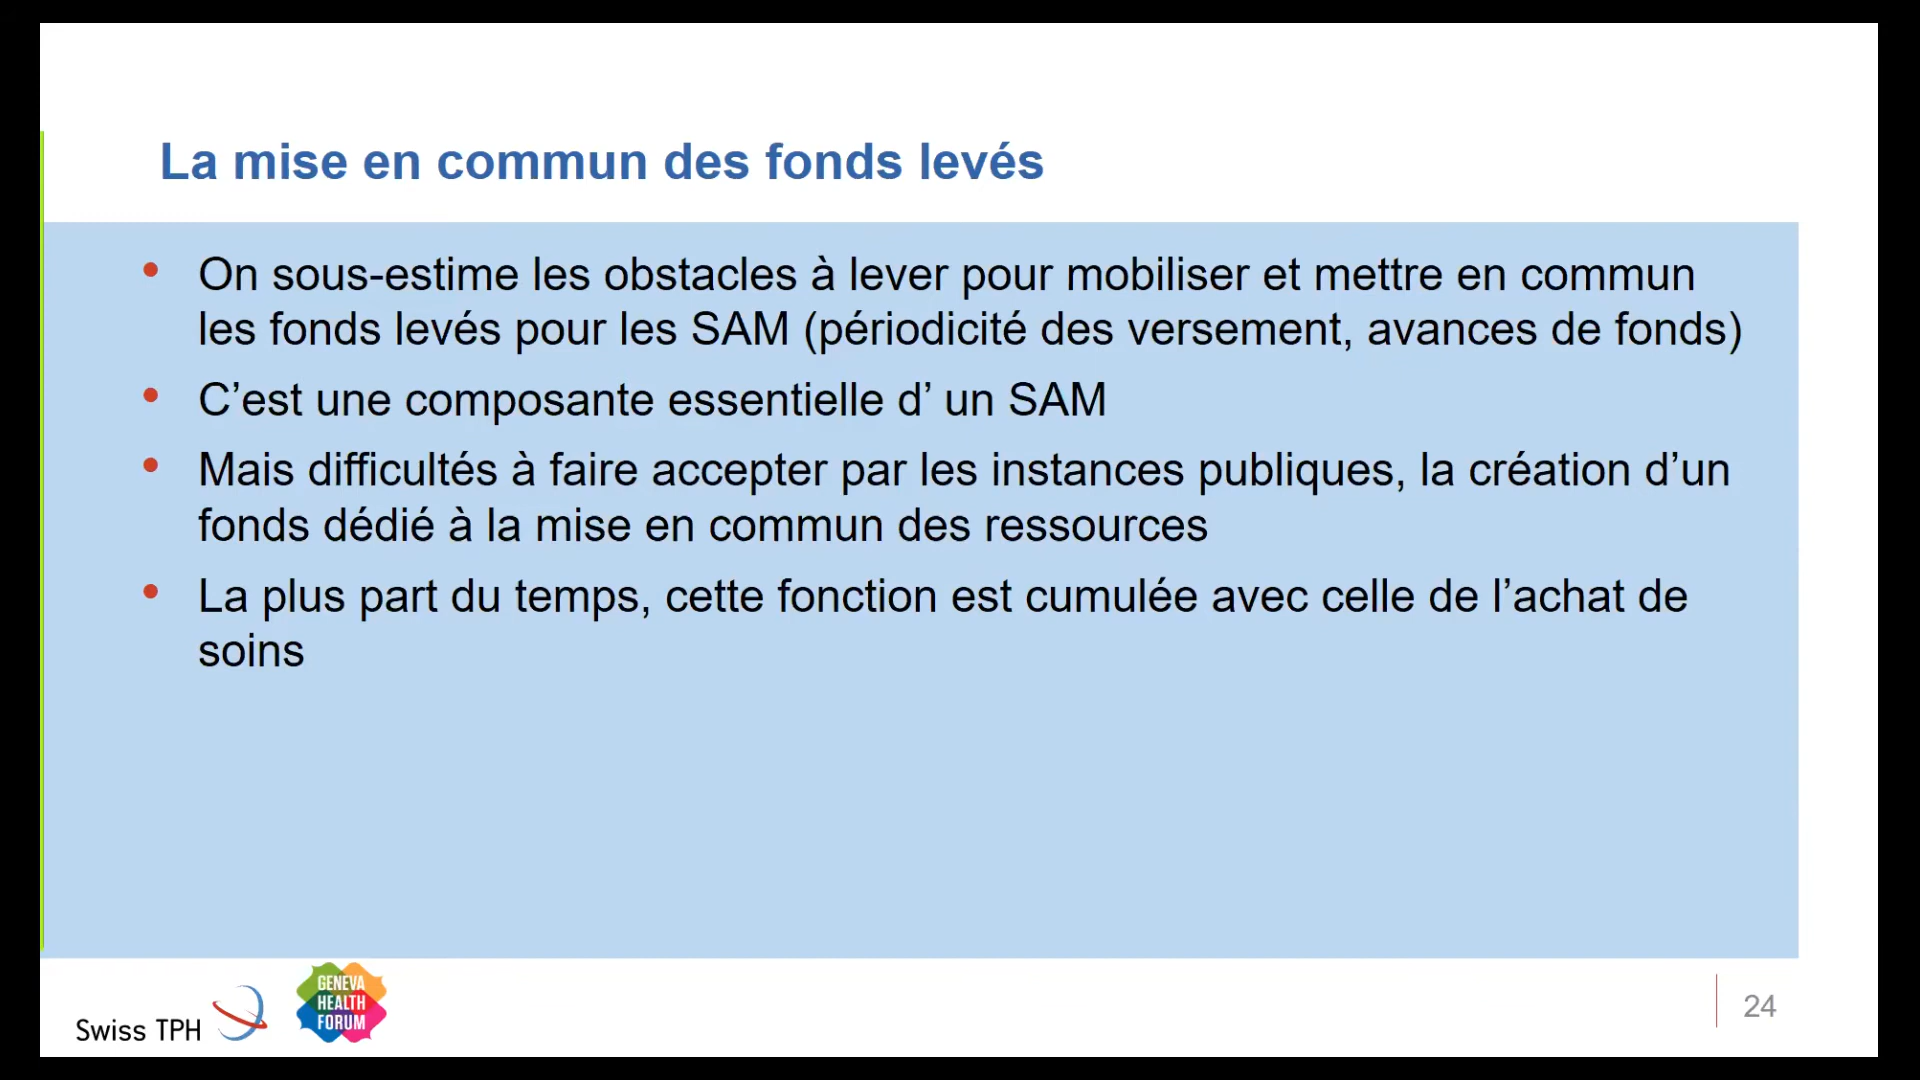 La mise en commun des fonds levés
• On sous-estime les obstacles à lever pour mobiliser et mettre en commun
les fonds levés pour les SAM (périodicité des versement, avances de fonds)
• C’est une composante essentielle d’ un SAM
• Mais difficultés à faire accepter par les instances publiques, la création d’un
fonds dédié à la mise en commun des ressources
• La plus part du temps, cette fonction est cumulée avec celle de l’achat de
soins
Swiss TPH
GENEVA
HEALTH
FORUM
24